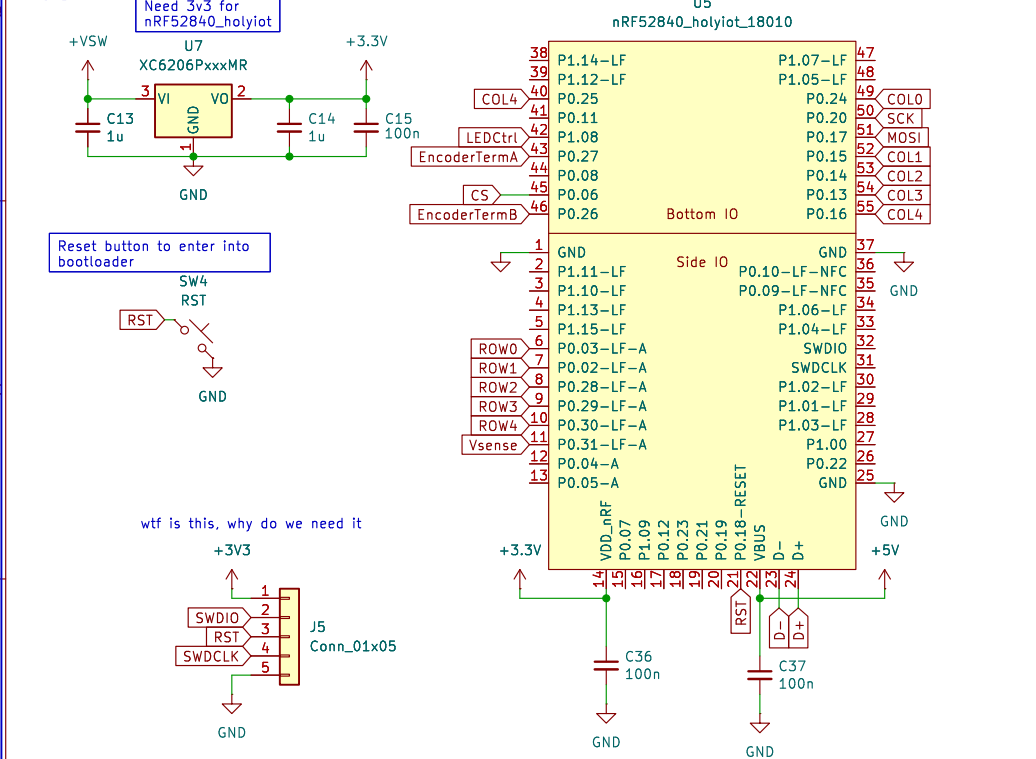 Need 3v3 for
nRF52840_holyiot
+VSW
U7
XC6206PxxxMR
+3.3V
3
VI
VO
2
GND
1
C13
1u
C14
1u
C15
100n
GND
Reset button to enter into
bootloader
SW4
RST
RST
GND
wtf is this, why do we need it
+3V3
1
SWDIO
2
RST
3
SWDCLK
4
5
J5
Conn_01x05
GND
U5
nRF52840_holyiot_18010
38 P1.14-LF
39 P1.12-LF
COL4 40 P0.25
41 P0.11
LEDCtrl 42 P1.08
EncoderTermA 43 P0.27
44 P0.08
CS 45 P0.06
EncoderTermB 46 P0.26
P1.07-LF 47
P1.05-LF 48
P0.24 49 COL0
P0.20 50 SCK
P0.17 51 MOSI
P0.15 52 COL1
P0.14 53 COL2
P0.13 54 COL3
P0.16 55 COL4
Bottom IO
Side IO
1 GND
2 P1.11-LF
3 P1.10-LF
4 P1.13-LF
5 P1.15-LF
ROW0 6 P0.03-LF-A
ROW1 7 P0.02-LF-A
ROW2 8 P0.28-LF-A
ROW3 9 P0.29-LF-A
ROW4 10 P0.30-LF-A
Vsense 11 P0.31-LF-A
12 P0.04-A
13 P0.05-A
GND 37
GND
P0.10-LF-NFC 36
P0.09-LF-NFC 35
P1.06-LF 34
P1.04-LF 33
SWDIO 32
SWDCLK 31
P1.02-LF 30
P1.01-LF 29
P1.03-LF 28
P1.00 27
P0.22 26
GND 25
GND
VDD_nRF 14
P0.07 15
P1.09 16
P0.12 17
P0.23 18
P0.21 19
P0.19 20
P0.18-RESET 21
VBUS 22
D- 23
D+ 24
+3.3V
RST
D-
D+
+5V
C36
100n
GND
C37
100n
GND